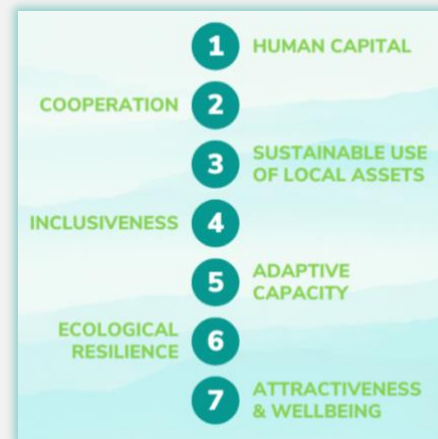 1 HUMAN CAPITAL
COOPERATION 2
3 SUSTAINABLE USE
OF LOCAL ASSETS
INCLUSIVENESS 4
5 ADAPTIVE
CAPACITY
ECOLOGICAL
RESILIENCE 6
7 ATTRACTIVENESS
& WELLBEING